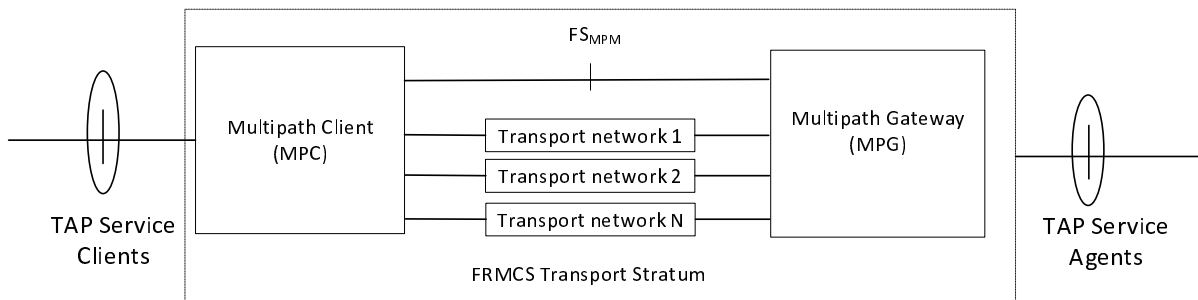 FSMPM
Multipath Client
(MPC)
Multipath Gateway
(MPG)
Transport network 1
Transport network 2
Transport network N
TAP Service
Clients
TAP Service
Agents
FRMCS Transport Stratum